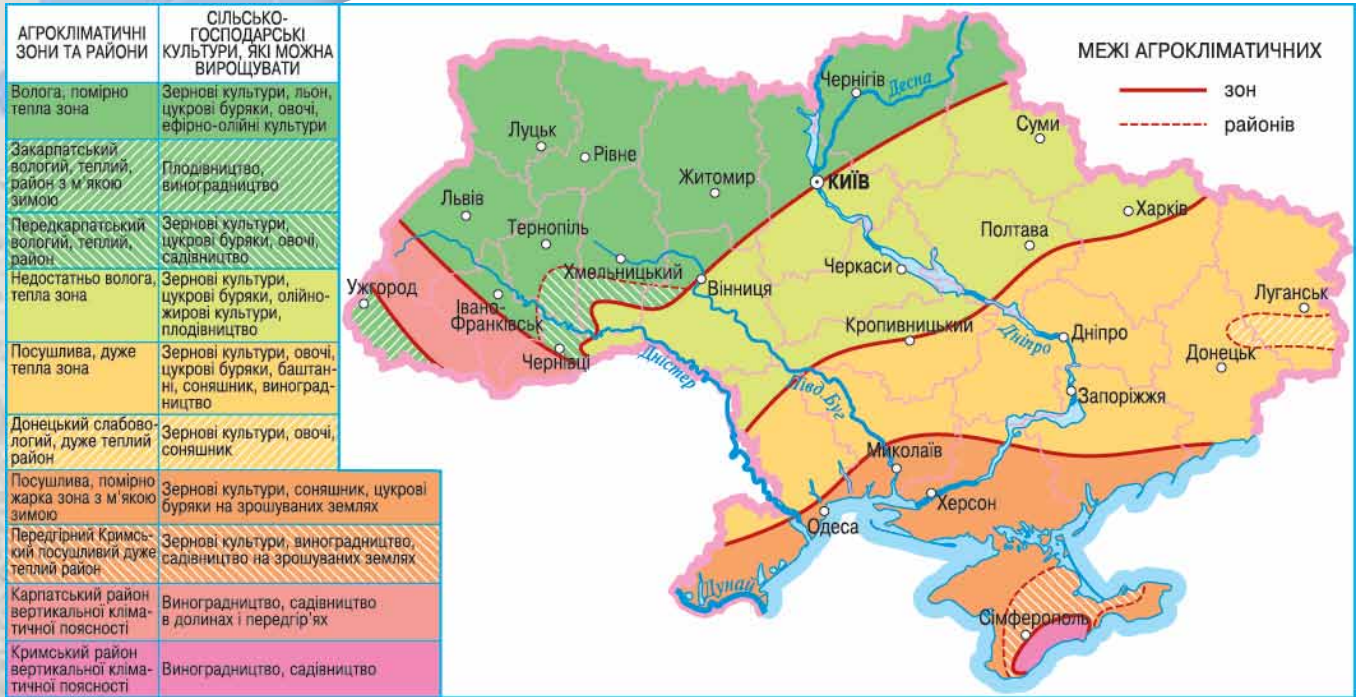 АГРОКЛІМАТИЧНІ
ЗОНИ ТА РАЙОНИ
СІЛЬСЬКО-
ГОСПОДАРСЬКІ
КУЛЬТУРИ, ЯКІ МОЖНА
ВИРОЩУВАТИ
Волога, помірно
тепла зона
Зернові культури, льон,
цукрові буряки, овочі,
ефірно-олійні культури
Закарпатський
вологий, теплий,
район з м’якою
зимою
Плодівництво,
виноградництво
Передкарпатський
вологий, теплий,
район
Зернові культури,
цукрові буряки, овочі,
садівництво
Недостатньо волога,
тепла зона
Зернові культури,
цукрові буряки, олійно-
жирові культури,
плодівництво
Посушлива, дуже
тепла зона
Зернові культури, овочі,
цукрові буряки, баштан-
ні, соняшник, виноград-
ництво
Донецький слабово-
логий, дуже теплий
район
Зернові культури, овочі,
соняшник
Посушлива, помірно
жарка зона з м’якою
зимою
Зернові культури, соняшник, цукрові
буряки на зрошуваних землях
Передгірний Кримсь-
кий посушливий дуже
теплий район
Зернові культури, виноградництво,
садівництво на зрошуваних землях
Карпатський район
вертикальної кліма-
тичної поясності
Виноградництво, садівництво
в долинах і передгір’ях
Кримський район
вертикальної кліма-
тичної поясності
Виноградництво, садівництво
МЕЖІ АГРОКЛІМАТИЧНИХ
зон
районів
Чернігів
Десна
Луцьк
Рівне
Суми
Житомир
КИЇВ
Львів
Харків
Тернопіль
Полтава
Хмельницький
Черкаси
Ужгород
Вінниця
Луганськ
Івано-
Франківськ
Кропивницький
Дніпро
Дніпро
Чернівці
Донецьк
Дністер
Півд. Буг
Запоріжжя
Миколаїв
Херсон
Одеса
Дунай
Сімферополь